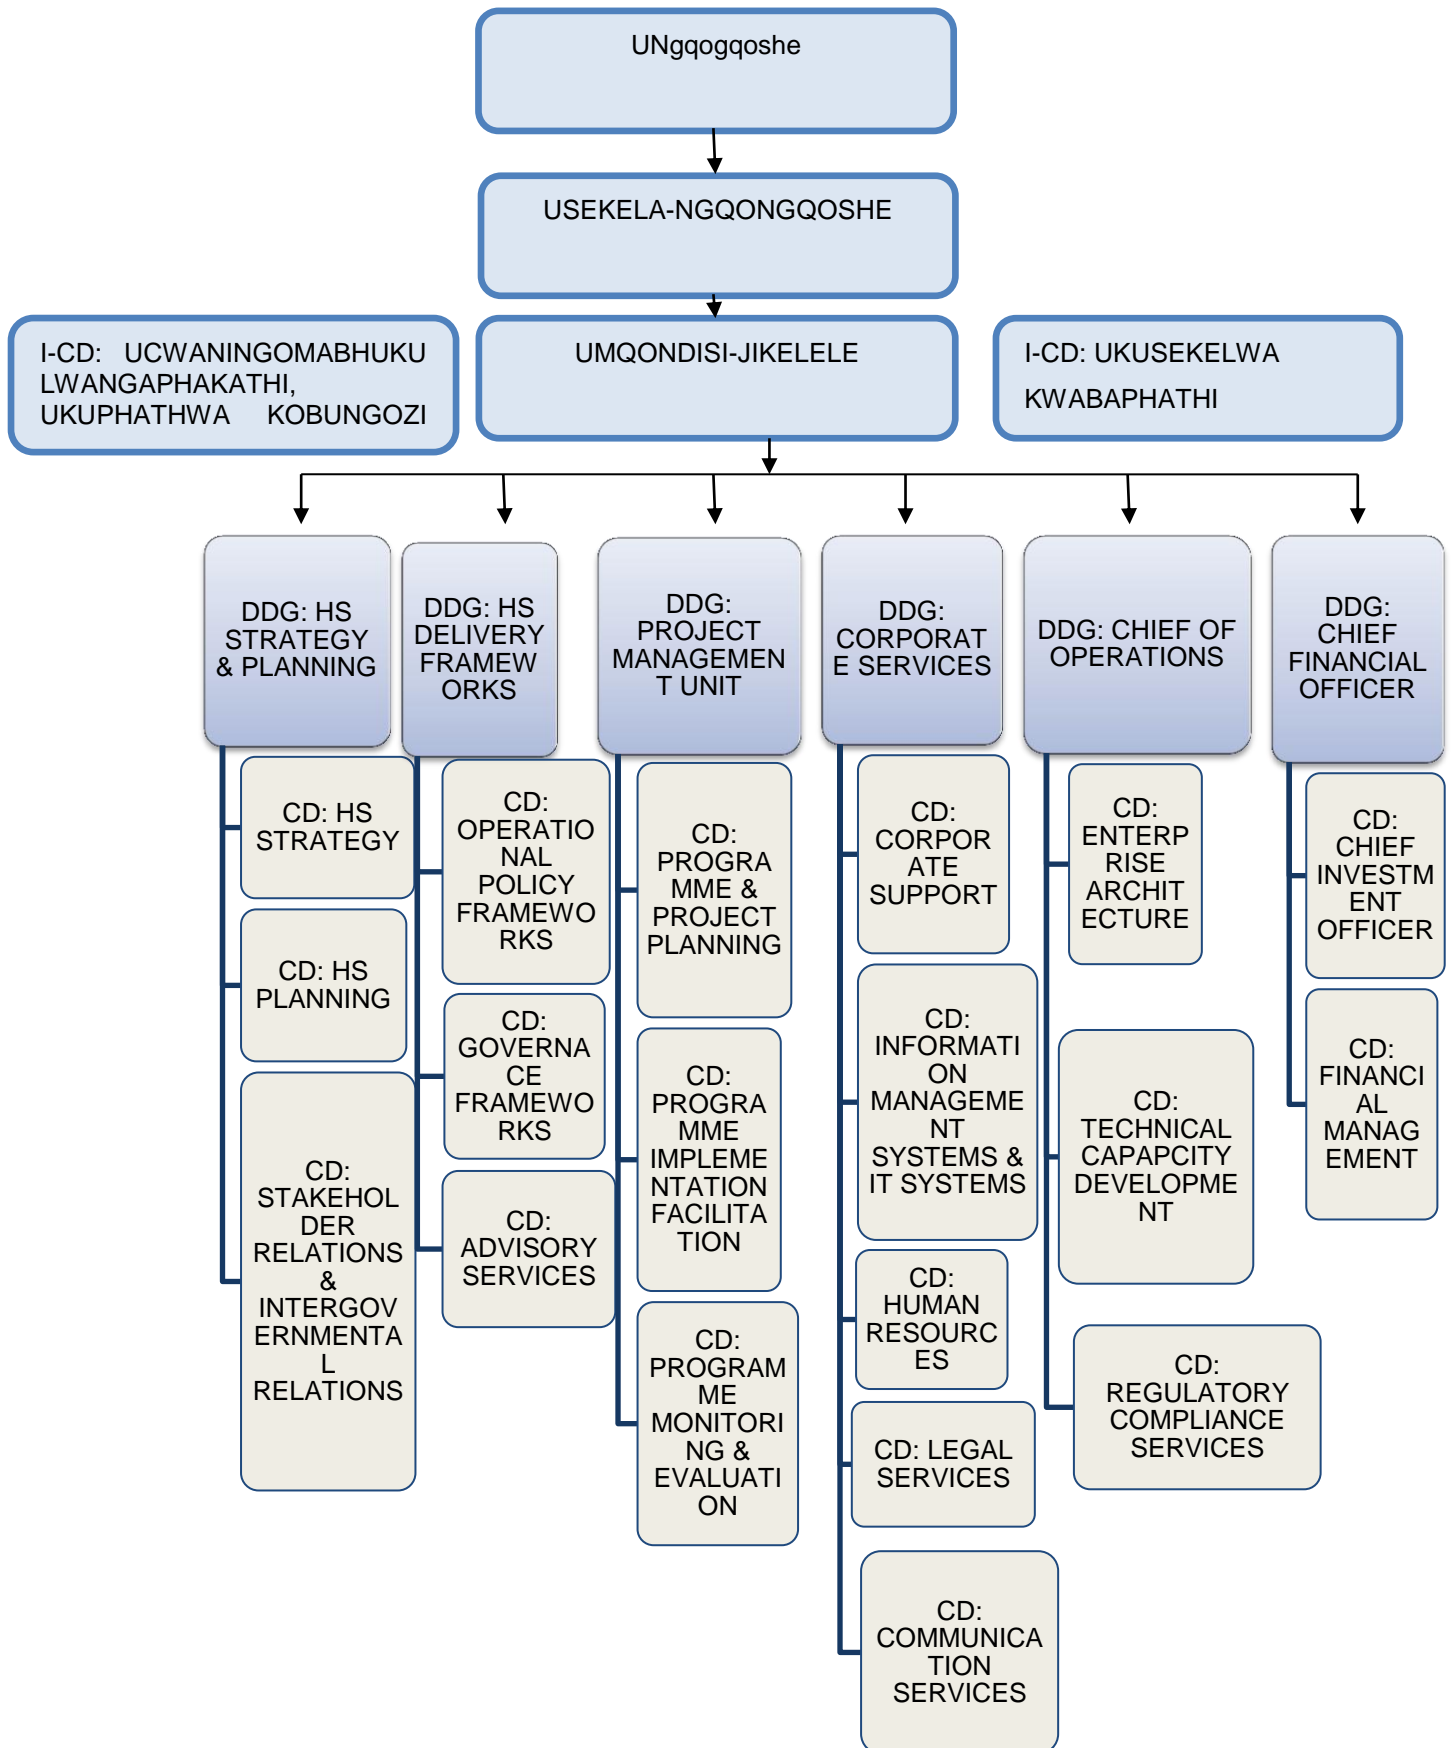 UNgqogqoshe
USEKELA-NGQONGQOSHE
I-CD: UCWANINGOMABHUKU
LWANGAPHAKATHI,
UKUPHATHWA KOBUNGOZI
UMQONDISI-JIKELELE
I-CD: UKUSEKELWA
KWABAPHATHI
DDG: HS
STRATEGY
& PLANNING
DDG: HS
DELIVERY
FRAMEW
ORKS
DDG:
PROJECT
MANAGEMEN
T UNIT
DDG:
CORPORAT
E SERVICES
DDG: CHIEF OF
OPERATIONS
DDG:
CHIEF
FINANCIAL
OFFICER
CD: HS
STRATEGY
CD: HS
PLANNING
CD:
STAKEHOL
DER
RELATIONS
&
INTERGOV
ERNMENTA
L
RELATIONS
CD:
OPERATIO
NAL
POLICY
FRAMEWO
RKS
CD:
GOVERNA
CE
FRAMEWO
RKS
CD:
ADVISORY
SERVICES
CD:
PROGRA
MME &
PROJECT
PLANNING
CD:
PROGRA
MME
IMPLEME
NTATION
FACILITA
TION
CD:
PROGRAM
ME
MONITORI
NG &
EVALUATI
ON
CD:
CORPOR
ATE
SUPPORT
CD:
INFORMATI
ON
MANAGEME
NT
SYSTEMS &
IT SYSTEMS
CD:
HUMAN
RESOURC
ES
CD: LEGAL
SERVICES
CD:
COMMUNICA
TION
SERVICES
CD:
ENTERP
RISE
ARCHIT
ECTURE
CD:
TECHNICAL
CAPAPCITY
DEVELOPME
NT
CD:
REGULATORY
COMPLIANCE
SERVICES
CD:
CHIEF
INVESTM
ENT
OFFICER
CD:
FINANCI
AL
MANAG
EMENT